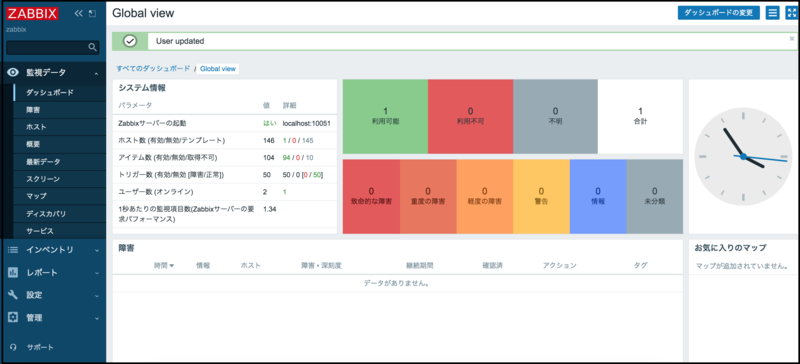 ZABBIX
zabbix
監視データ
ダッシュボード
障害
ホスト
概要
最新データ
スクリーン
マップ
ディスカバリ
サービス
インベントリ
レポート
設定
管理
サポート
Global view
ダッシュボードの変更
User updated
すべてのダッシュボード / Global view
システム情報
パラメータ 値 詳細
Zabbixサーバーの起動 はい localhost:10051
ホスト数 (有効/無効/テンプレート) 146 1 / 0 / 145
アイテム数 (有効/無効/取得不可) 104 94 / 0 / 10
トリガー数 (有効/無効 [障害/正常]) 50 50 / 0 [0 / 50]
ユーザー数 (オンライン) 2 1
1秒あたりの監視項目数(Zabbixサーバーの要 1.34
求パフォーマンス)
1 0 0 1
利用可能 利用不可 不明 合計
0 0 0 0 0 0
致命的な障害 重度の障害 軽度の障害 警告 情報 未分類
障害
時間▼ 情報 ホスト 障害・深刻度 継続期間 確認済 アクション タグ
データがありません。
お気に入りのマップ
マップが追加されていません。